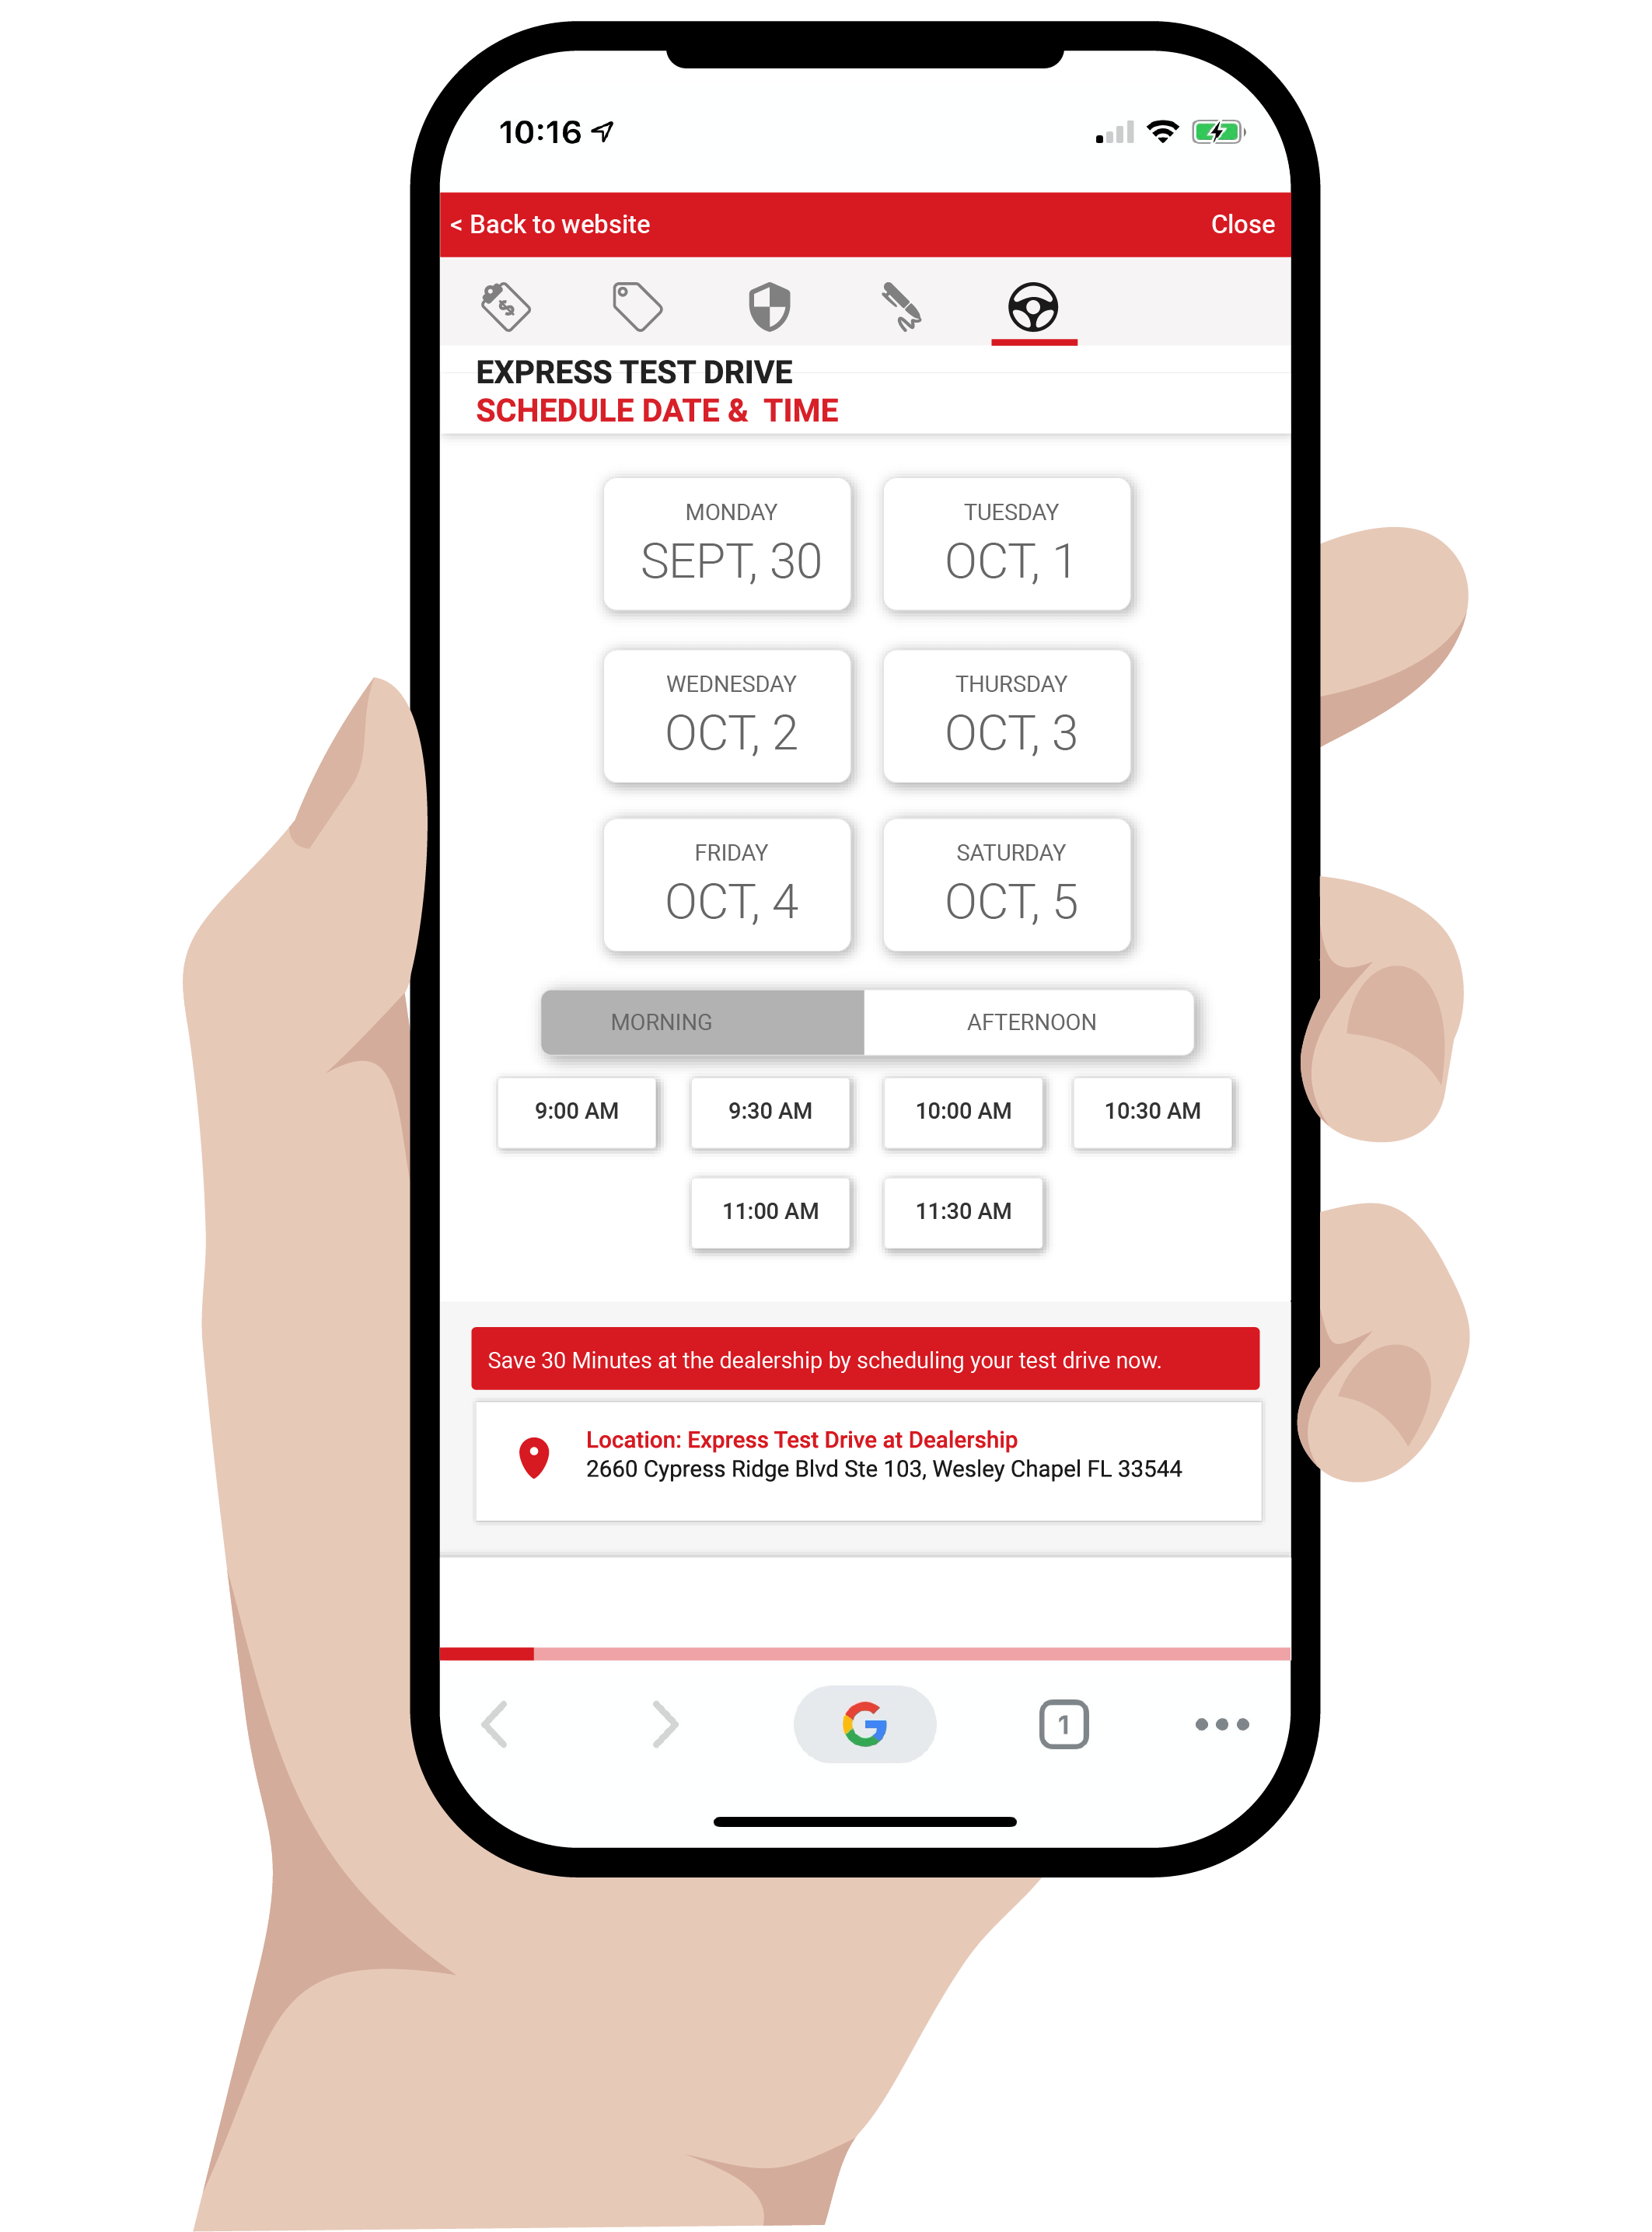 10:16
< Back to website Close
EXPRESS TEST DRIVE
SCHEDULE DATE & TIME
MONDAY TUESDAY
SEPT, 30 OCT, 1
WEDNESDAY THURSDAY
OCT, 2 OCT, 3
FRIDAY SATURDAY
OCT, 4 OCT, 5
MORNING AFTERNOON
9:00 AM 9:30 AM 10:00 AM 10:30 AM
11:00 AM 11:30 AM
Save 30 Minutes at the dealership by scheduling your test drive now.
Location: Express Test Drive at Dealership
2660 Cypress Ridge Blvd Ste 103, Wesley Chapel FL 33544
G 1